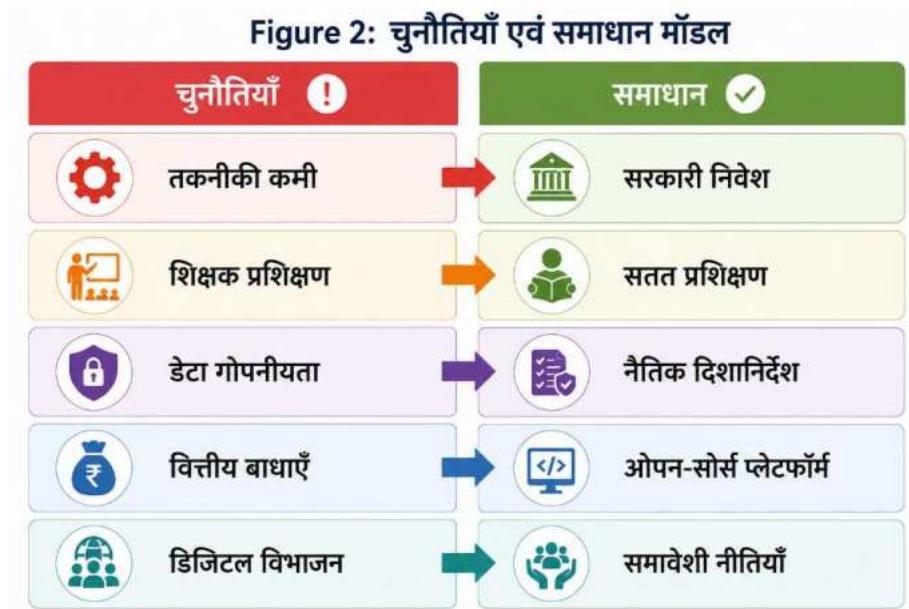 Figure 2: चुनौतियाँ एवं समाधान मॉडल
चुनौतियाँ !
समाधान
तकनीकी कमी
सरकारी निवेश
शिक्षक प्रशिक्षण
सतत प्रशिक्षण
डेटा गोपनीयता
नैतिक दिशानिर्देश
₹
वित्तीय बाधाएँ
</>
ओपन-सोर्स प्लेटफॉर्म
डिजिटल विभाजन
समावेशी नीतियाँ